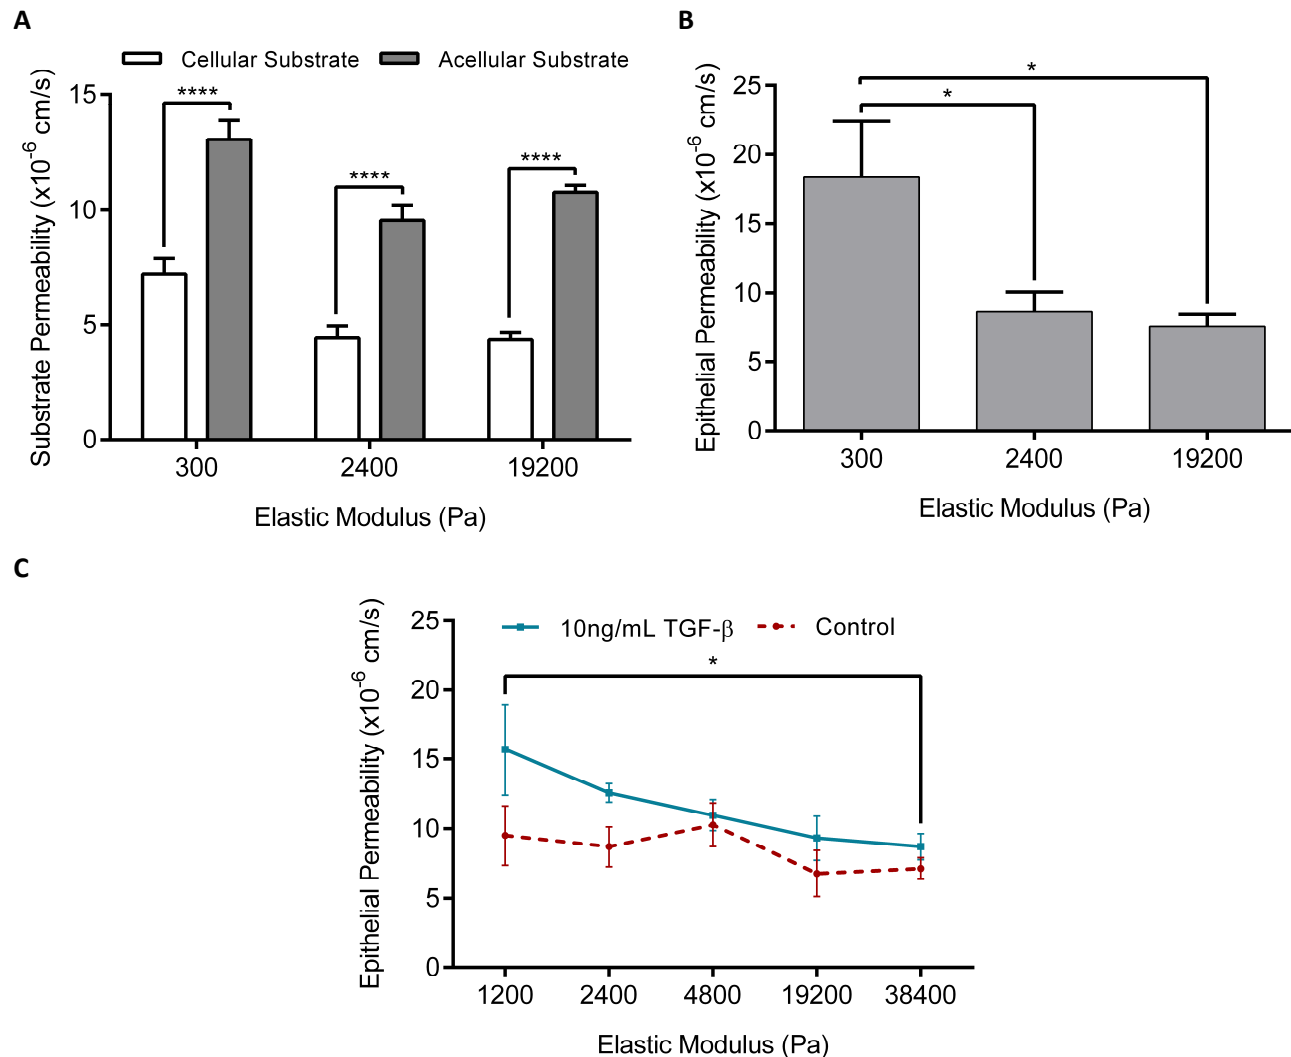 A
Cellular Substrate
Acellular Substrate
Substrate Permeability (x10⁻⁶ cm/s)
15
10
5
0
****
****
****
300
2400
19200
Elastic Modulus (Pa)
B
Epithelial Permeability (x10⁻⁶ cm/s)
25
20
15
10
5
0
*
*
300
2400
19200
Elastic Modulus (Pa)
C
10ng/mL TGF-β
Control
Epithelial Permeability (x10⁻⁶ cm/s)
25
20
15
10
5
0
*
1200
2400
4800
19200
38400
Elastic Modulus (Pa)